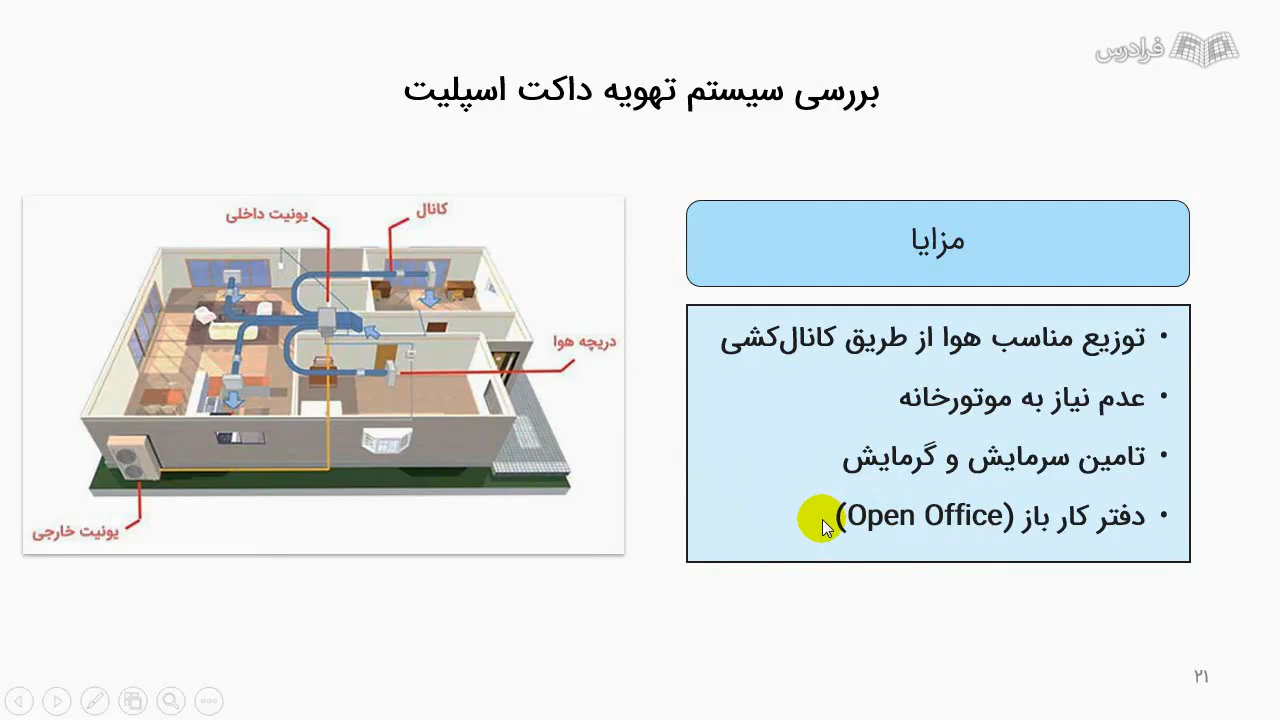 فرادرس
بررسی سیستم تهویه داکت اسپلیت
مزایا
• توزیع مناسب هوا از طریق کانال‌کشی
• عدم نیاز به موتورخانه
• تامین سرمایش و گرمایش
• دفتر کار باز (Open Office)
کانال
یونیت داخلی
دریچه هوا
یونیت خارجی
۲۱